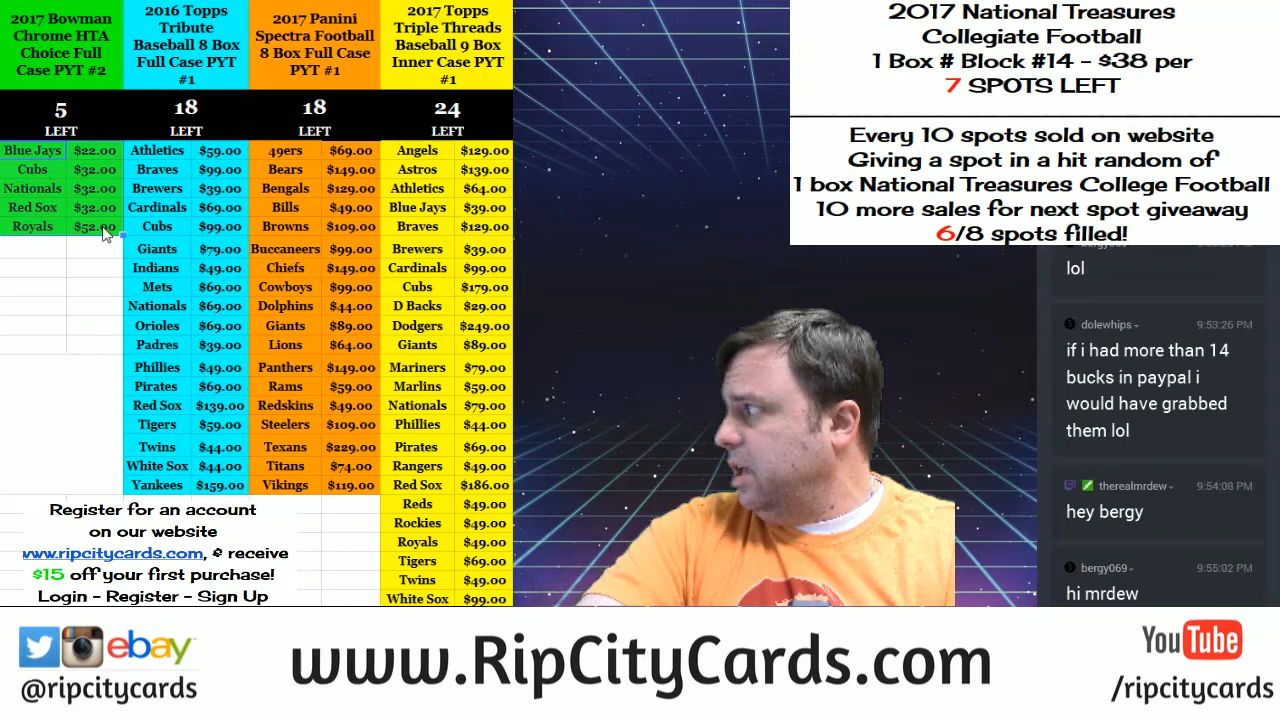 2017 Bowman
Chrome HTA
Choice Full
Case PYT #2
5
LEFT
Blue Jays $22.00
Cubs $32.00
Nationals $32.00
Red Sox $32.00
Royals $52.00
2016 Topps
Tribute
Baseball 8 Box
Full Case PYT
#1
18
LEFT
Athletics $59.00
Braves $99.00
Brewers $39.00
Cardinals $69.00
Cubs $99.00
Giants $79.00
Indians $49.00
Mets $69.00
Nationals $69.00
Orioles $69.00
Padres $39.00
Phillies $49.00
Pirates $69.00
Red Sox $139.00
Tigers $59.00
Twins $44.00
White Sox $44.00
Yankees $159.00
2017 Panini
Spectra Football
8 Box Full Case
PYT #1
18
LEFT
49ers $69.00
Bears $149.00
Bengals $129.00
Bills $49.00
Browns $109.00
Buccaneers $99.00
Chiefs $149.00
Cowboys $99.00
Dolphins $44.00
Giants $89.00
Lions $64.00
Panthers $149.00
Rams $59.00
Redskins $49.00
Steelers $109.00
Texans $229.00
Titans $74.00
Vikings $119.00
2017 Topps
Triple Threads
Baseball 9 Box
Inner Case PYT
#1
24
LEFT
Angels $129.00
Astros $139.00
Athletics $64.00
Blue Jays $39.00
Braves $129.00
Brewers $39.00
Cardinals $99.00
Cubs $179.00
D Backs $29.00
Dodgers $249.00
Giants $89.00
Mariners $79.00
Marlins $59.00
Nationals $79.00
Phillies $44.00
Pirates $69.00
Rangers $49.00
Red Sox $186.00
Reds $49.00
Rockies $49.00
Royals $49.00
Tigers $69.00
Twins $49.00
White Sox $99.00
Register for an account
on our website
www.ripcitycards.com, & receive
$15 off your first purchase!
Login - Register - Sign Up
2017 National Treasures
Collegiate Football
1 Box # Block #14 - $38 per
7 SPOTS LEFT
Every 10 spots sold on website
Giving a spot in a hit random of
1 box National Treasures College Football
10 more sales for next spot giveaway
6/8 spots filled!
lol
dolewhips 9:53:26 PM
if i had more than 14
bucks in paypal i
would have grabbed
them lol
therealmrdew 9:54:08 PM
hey bergy
bergy069 9:55:02 PM
hi mrdew
ebay
@ripcitycards
www.RipCityCards.com
YouTube
/ripcitycards